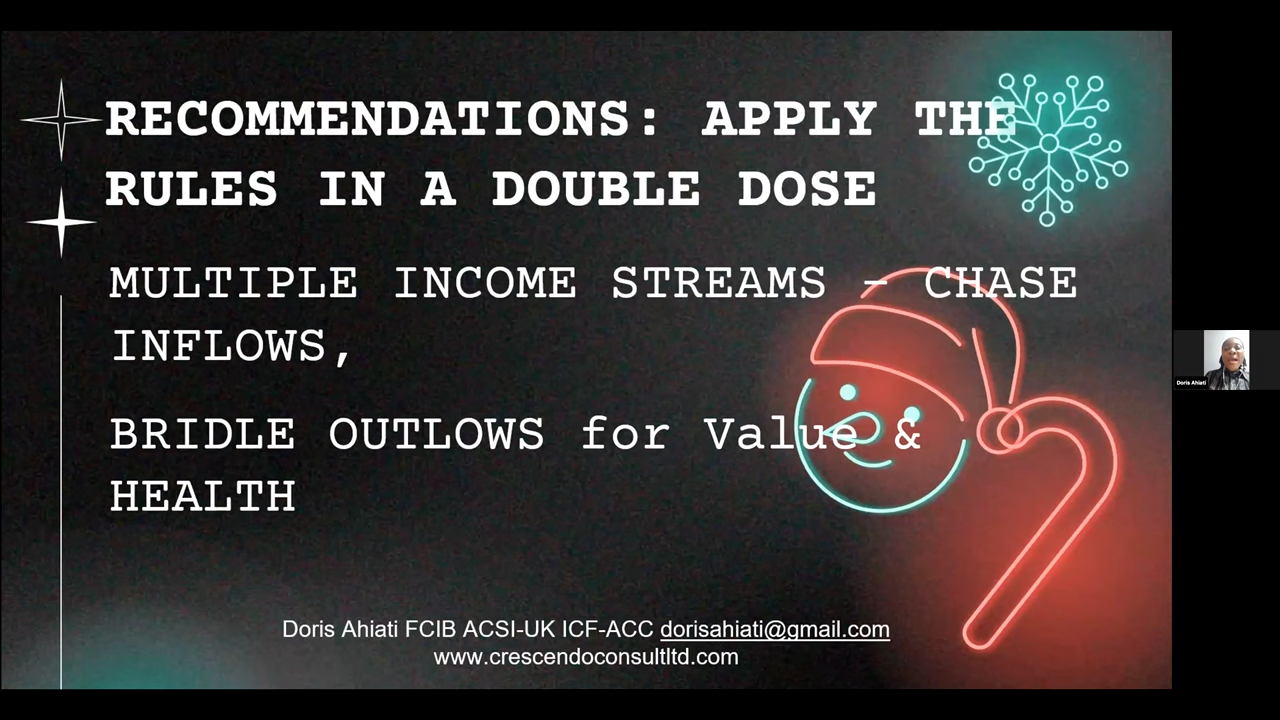 RECOMMENDATIONS: APPLY THE
RULES IN A DOUBLE DOSE
MULTIPLE INCOME STREAMS – CHASE
INFLOWS,
BRIDLE OUTLOWS for Value &
HEALTH
Doris Ahiati FCIB ACSI-UK ICF-ACC dorisahiati@gmail.com
www.crescendoconsultltd.com
Doris Ahiati